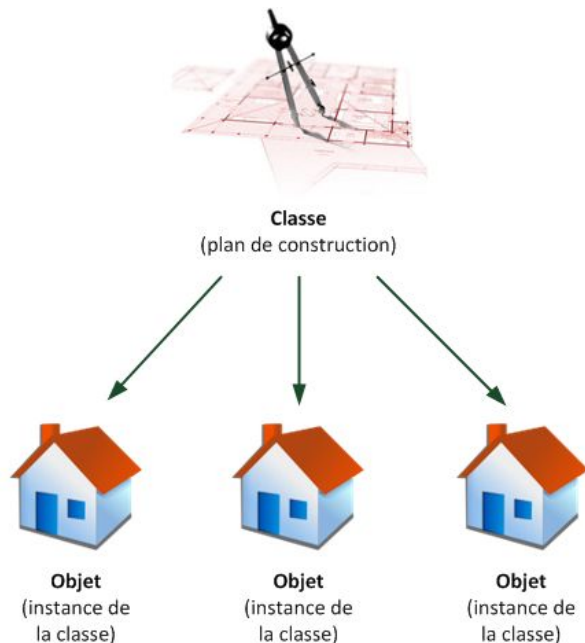 Classe
(plan de construction)
Objet
(instance de
la classe)
Objet
(instance de
la classe)
Objet
(instance de
la classe)